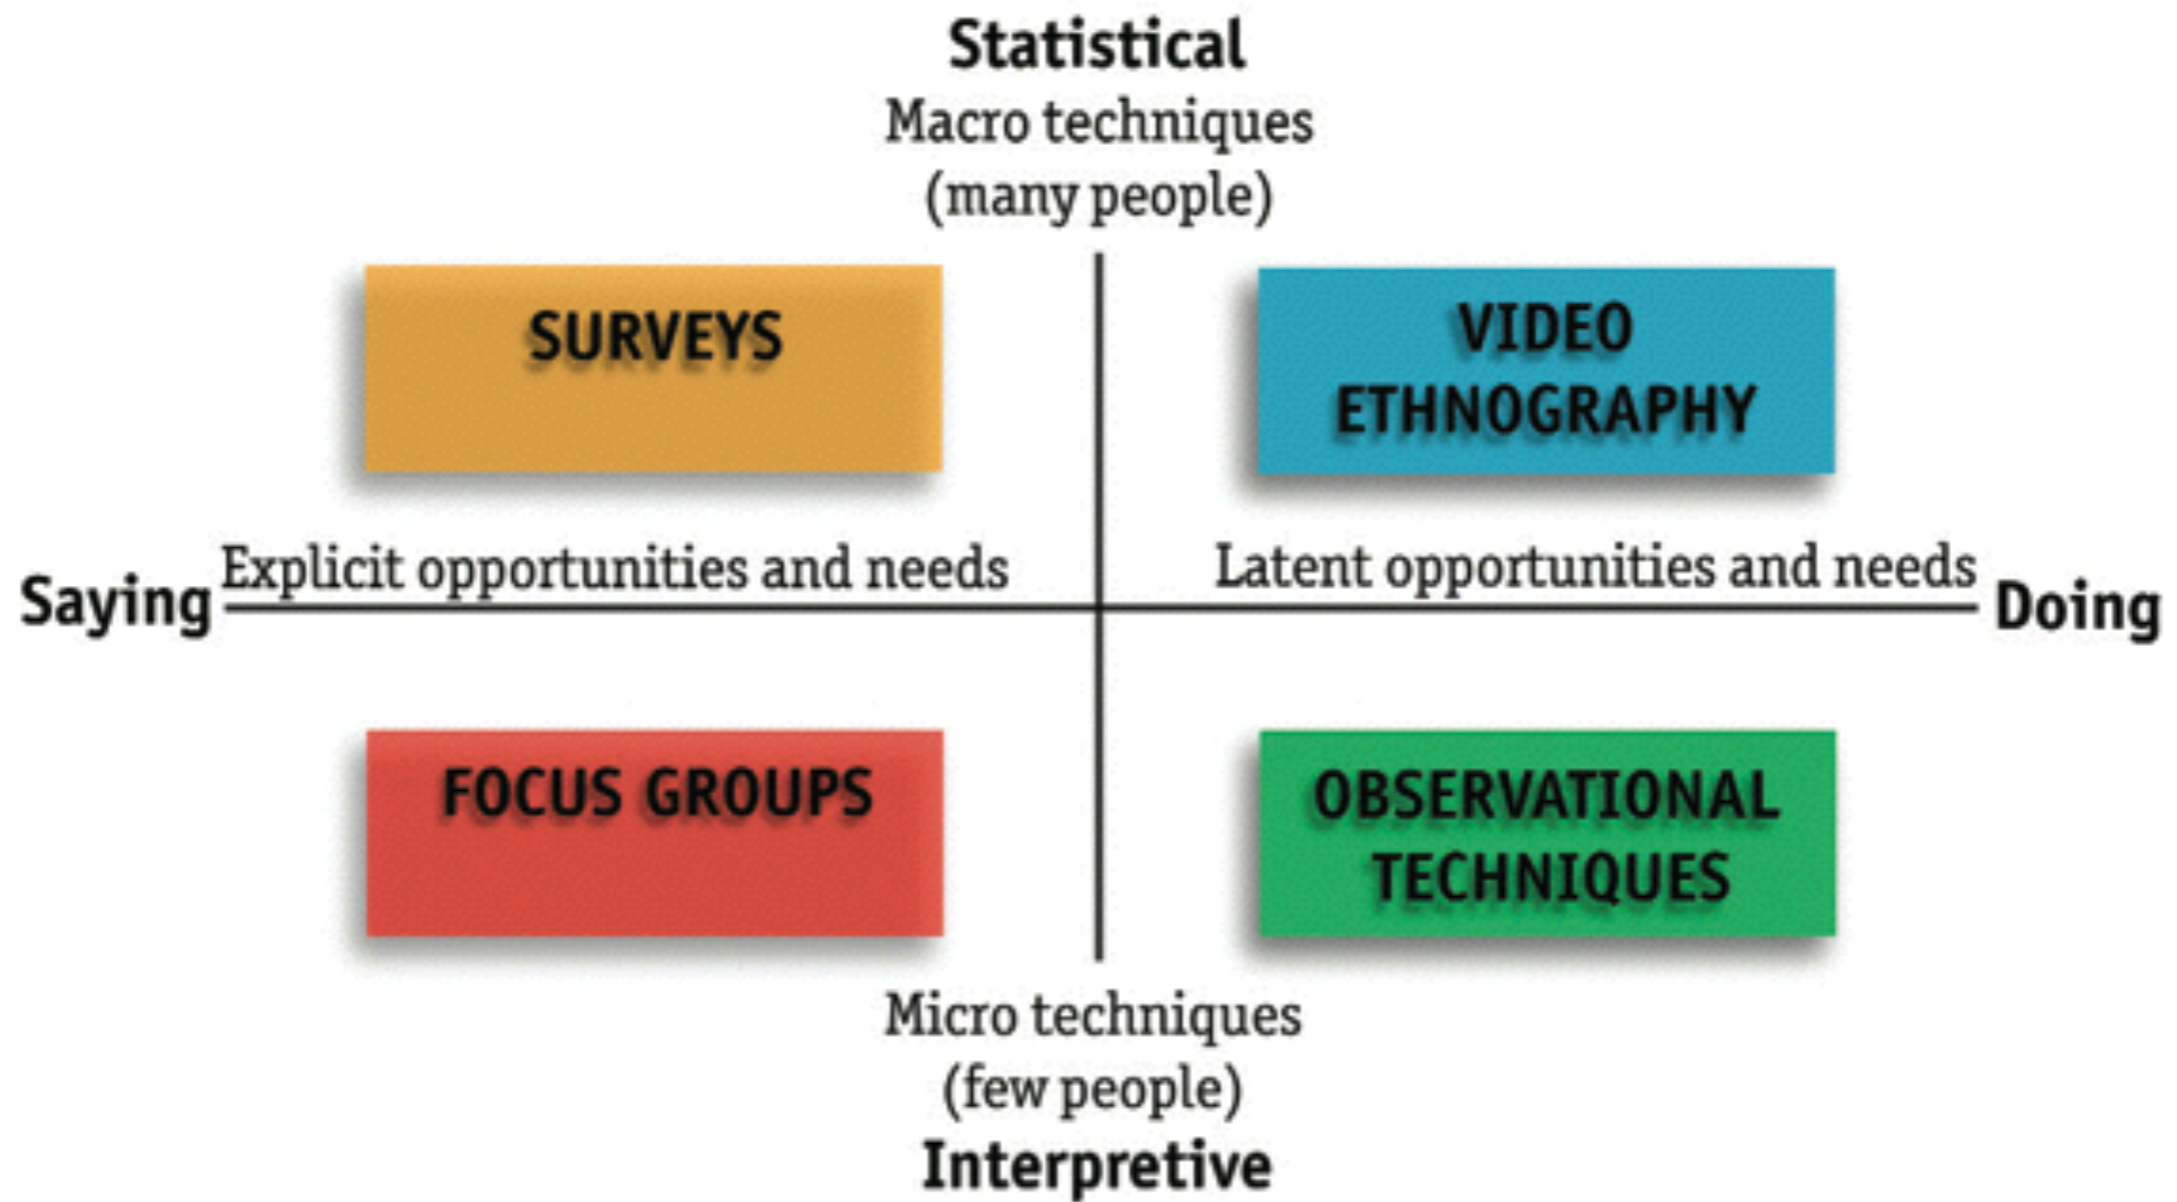 Statistical
Macro techniques
(many people)
SURVEYS
VIDEO
ETHNOGRAPHY
Saying
Explicit opportunities and needs
Latent opportunities and needs
Doing
FOCUS GROUPS
OBSERVATIONAL
TECHNIQUES
Micro techniques
(few people)
Interpretive